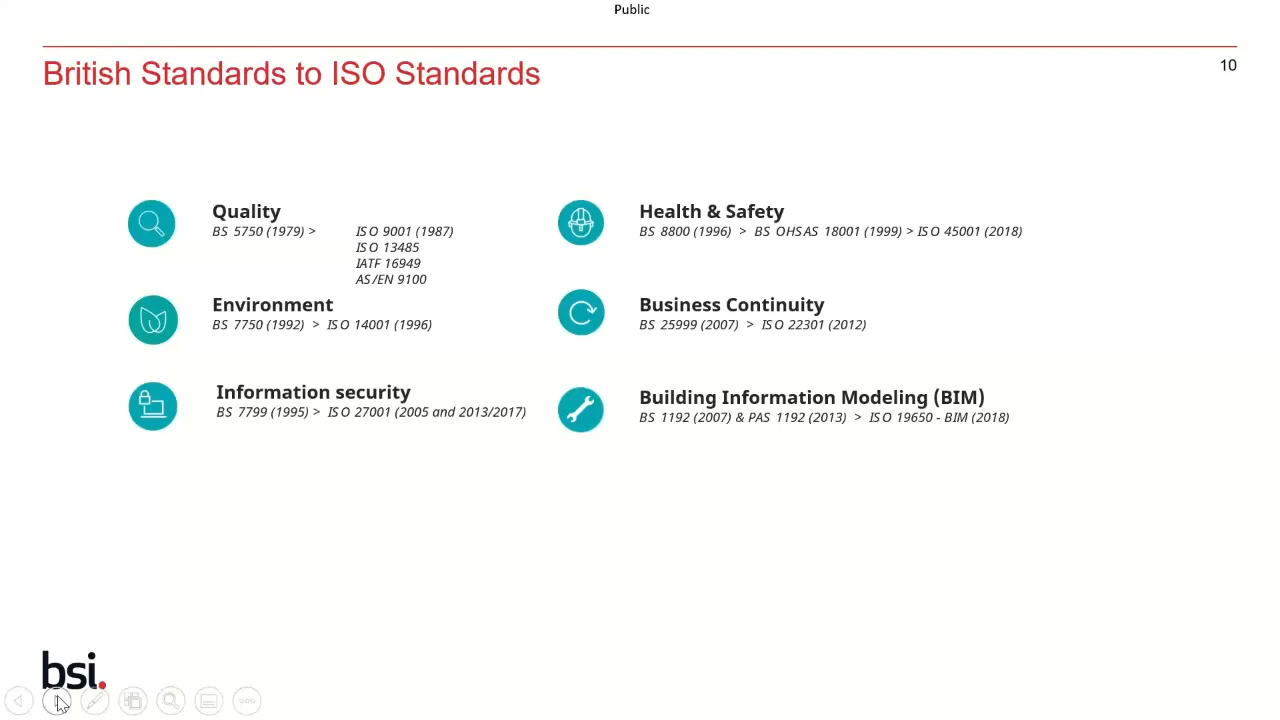 Public
British Standards to ISO Standards
10
Quality
BS 5750 (1979) > ISO 9001 (1987)
ISO 13485
IATF 16949
AS/EN 9100
Environment
BS 7750 (1992) > ISO 14001 (1996)
Information security
BS 7799 (1995) > ISO 27001 (2005 and 2013/2017)
Health & Safety
BS 8800 (1996) > BS OHSAS 18001 (1999) > ISO 45001 (2018)
Business Continuity
BS 25999 (2007) > ISO 22301 (2012)
Building Information Modeling (BIM)
BS 1192 (2007) & PAS 1192 (2013) > ISO 19650 - BIM (2018)
bsi.